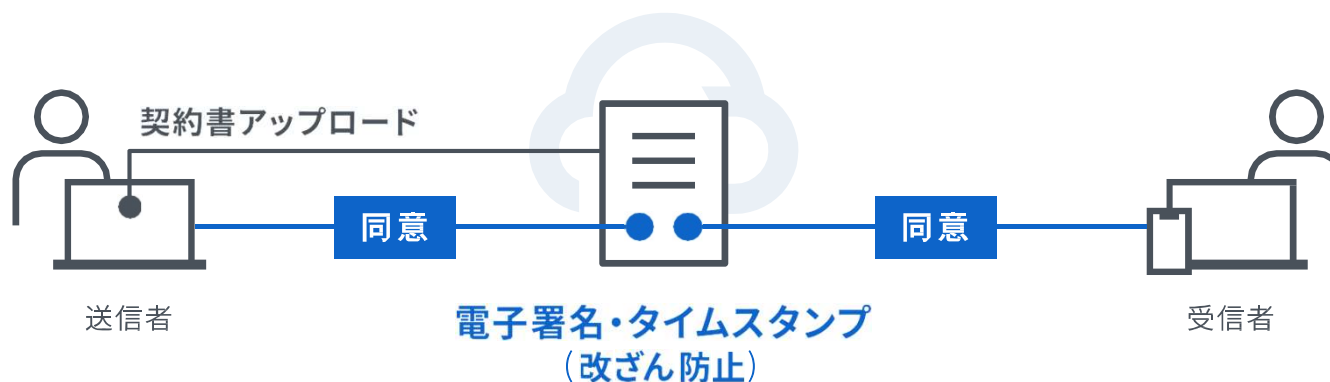 契約書アップロード
同意
同意
送信者
電子署名・タイムスタンプ
（改ざん防止）
受信者